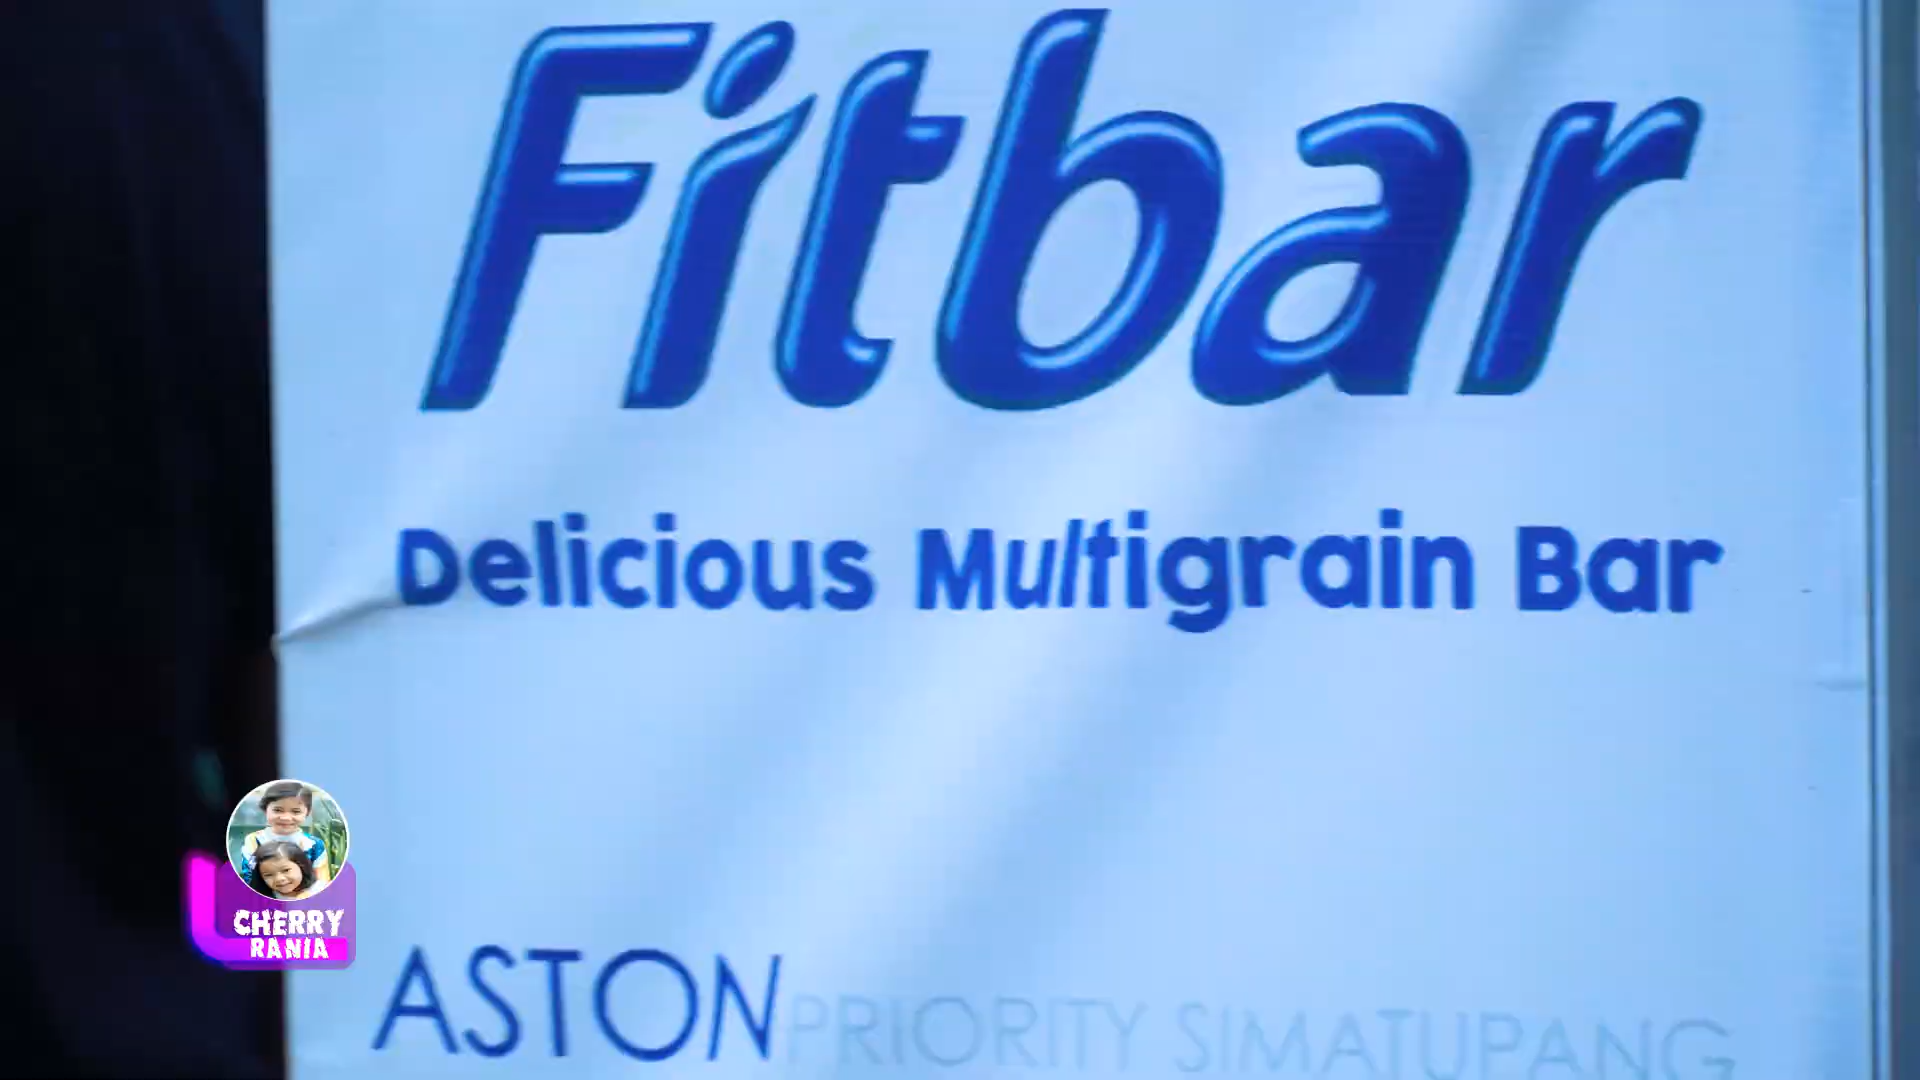 Fitbar
Delicious Multigrain Bar
CHERRY
RANIA
ASTON PRIORITY SIMATUPANG